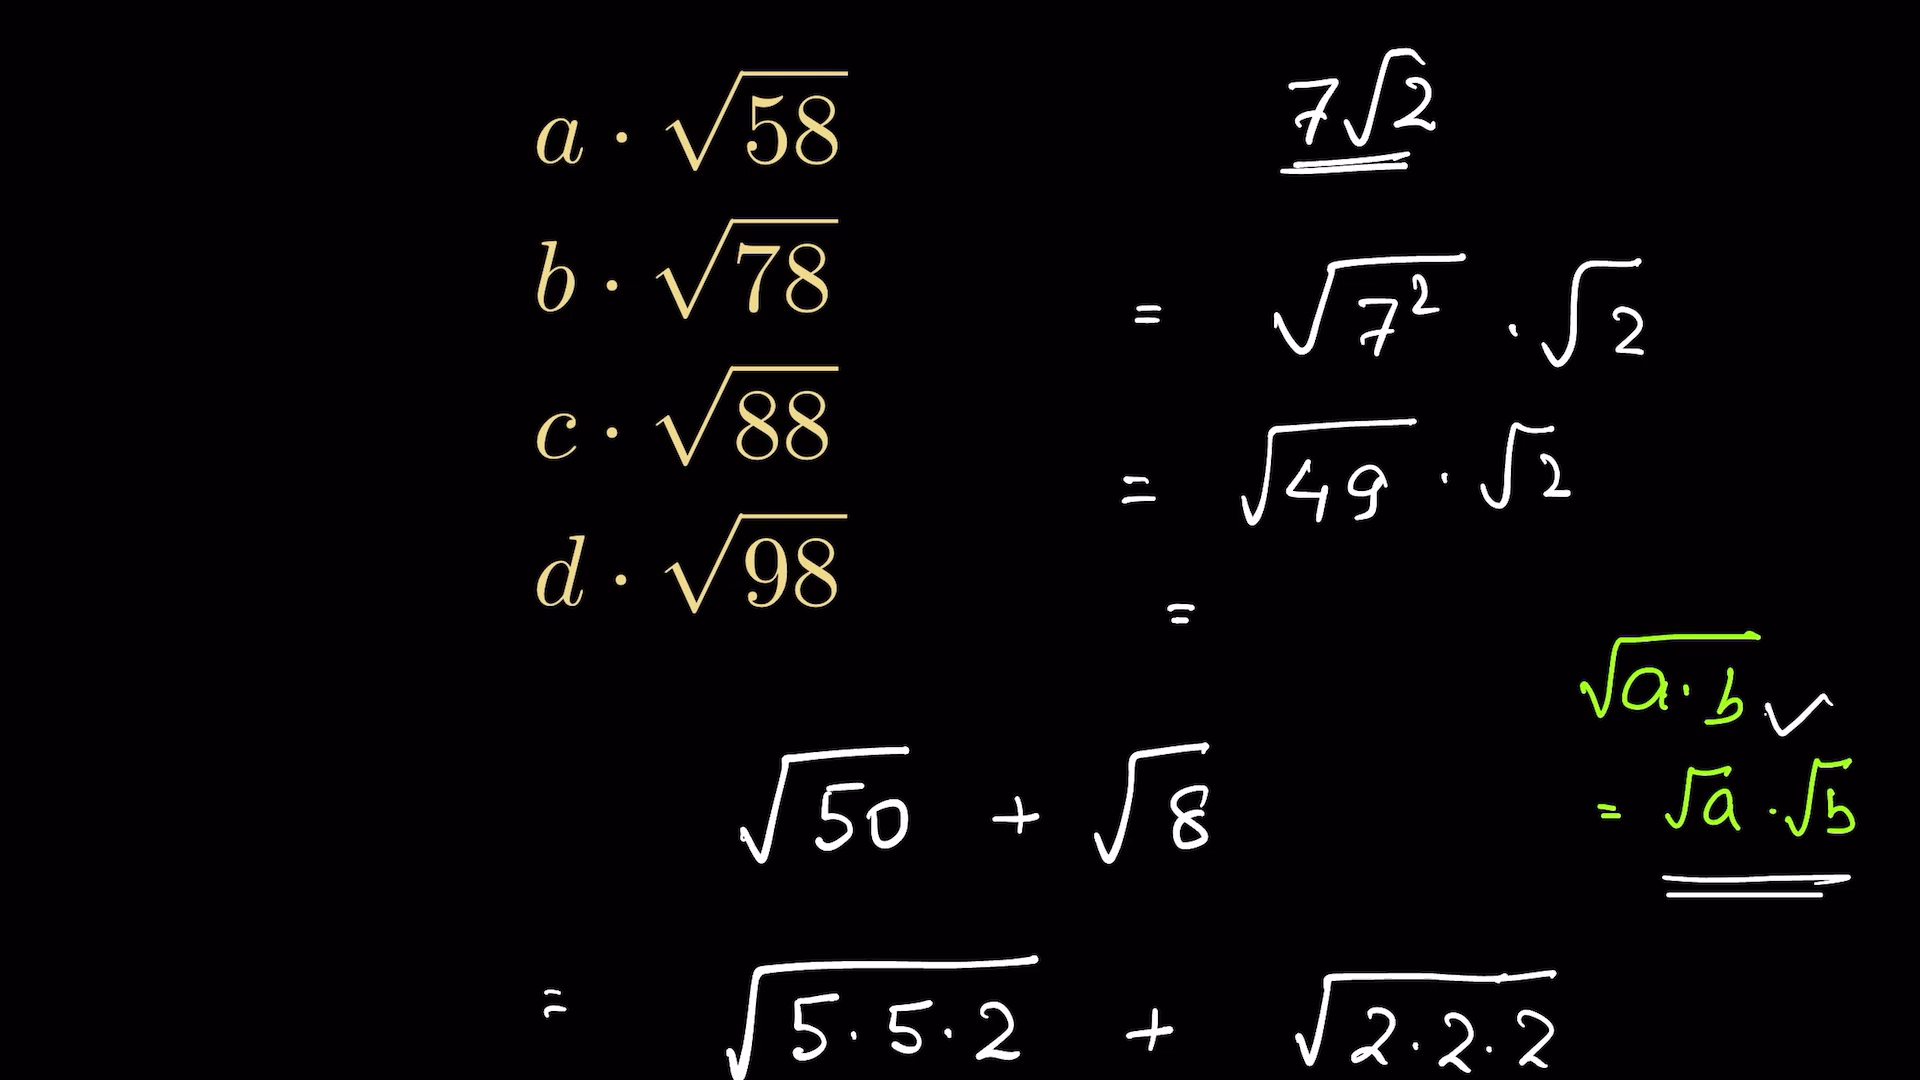 a · √58
b · √78
c · √88
d · √98
7√2
= √7² · √2
= √49 · √2
=
√a·b ✓
= √a · √b
√50 + √8
= √5·5·2 + √2·2·2